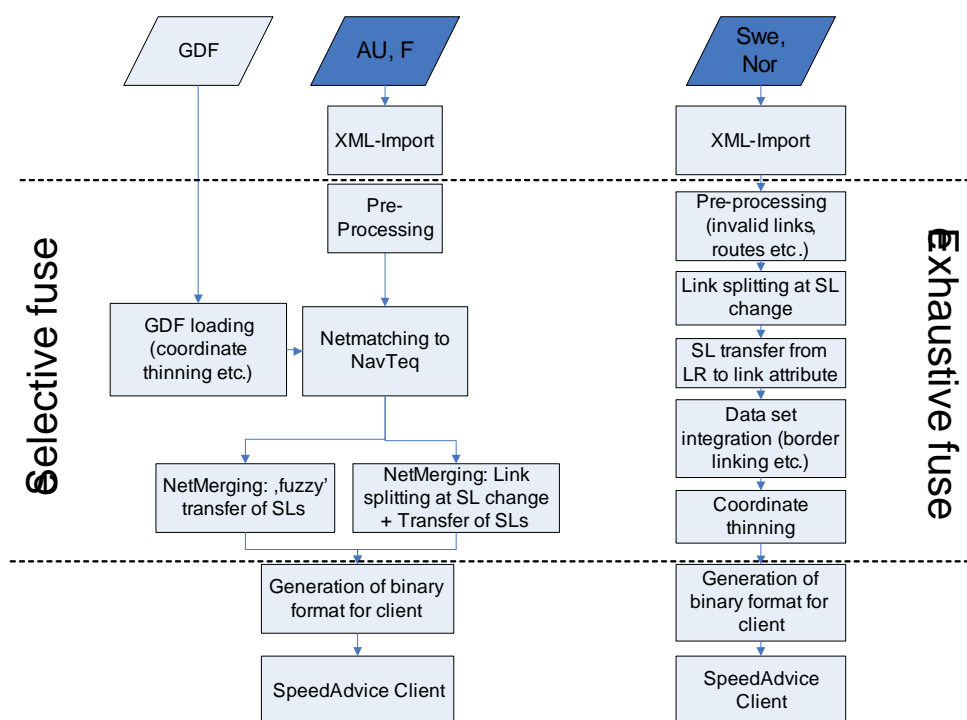 GDF
AU, F
Swe,
Nor
XML-Import
XML-Import
Pre-
Processing
Pre-processing
(invalid links,
routes etc.)
Link splitting at SL
change
GDF loading
(coordinate
thinning etc.)
Netmatching to
NavTeq
SL transfer from
LR to link attribute
Data set
integration (border
linking etc.)
NetMerging: ‚fuzzy’
transfer of SLs
NetMerging: Link
splitting at SL change
+ Transfer of SLs
Coordinate
thinning
Selective fuse
Exhaustive fuse
Generation of binary
format for client
Generation of
binary format for
client
SpeedAdvice Client
SpeedAdvice
Client